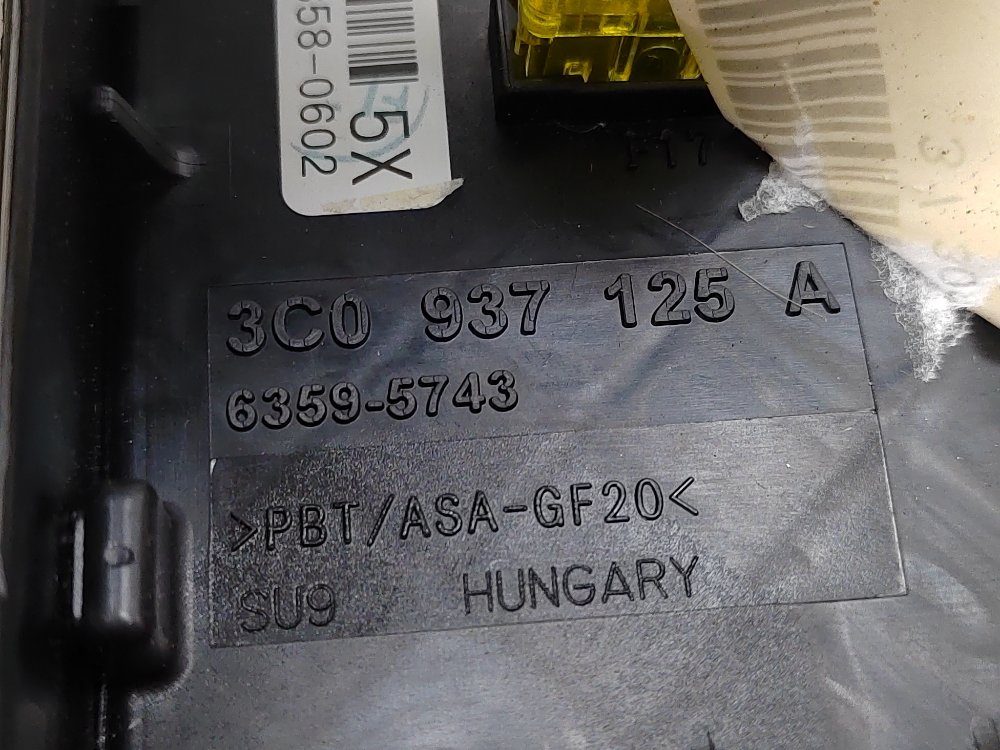 58-0602
5X
F17
3C0 937 125 A
6359-5743
>PBT/ASA-GF20<
SU9 HUNGARY